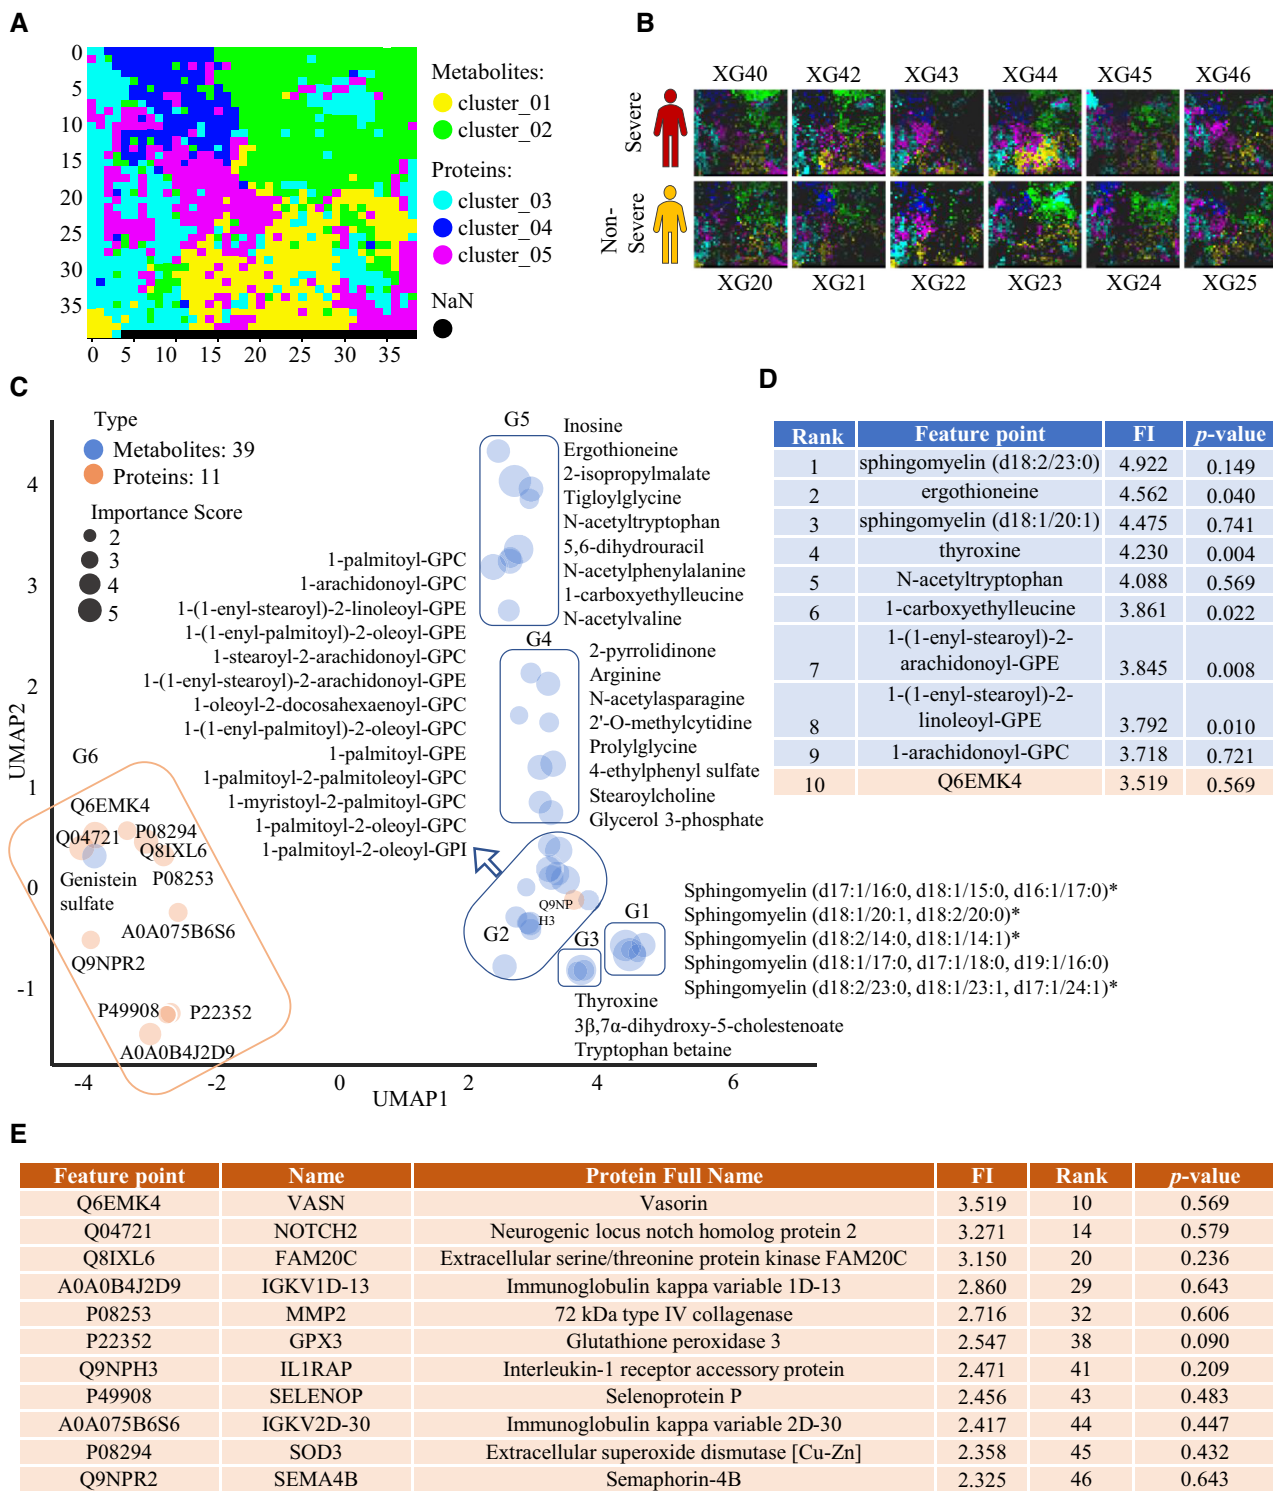 A
0
5
10
15
20
25
30
35
0 5 10 15 20 25 30 35
Metabolites:
cluster_01
cluster_02
Proteins:
cluster_03
cluster_04
cluster_05
NaN
B
XG40 XG42 XG43 XG44 XG45 XG46
Severe
Non-
Severe
XG20 XG21 XG22 XG23 XG24 XG25
C
Type
Metabolites: 39
Proteins: 11
Importance Score
2
3
4
5
UMAP2
4
3
2
1
0
-1
-4 -2 0 2 4 6
UMAP1
G5
Inosine
Ergothioneine
2-isopropylmalate
Tigloylglycine
N-acetyltryptophan
5,6-dihydrouracil
N-acetylphenylalanine
1-carboxyethylleucine
N-acetylvaline
G4
2-pyrrolidinone
Arginine
N-acetylasparagine
2'-O-methylcytidine
Prolylglycine
4-ethylphenyl sulfate
Stearoylcholine
Glycerol 3-phosphate
1-palmitoyl-GPC
1-arachidonoyl-GPC
1-(1-enyl-stearoyl)-2-linoleoyl-GPE
1-(1-enyl-palmitoyl)-2-oleoyl-GPE
1-stearoyl-2-arachidonoyl-GPC
1-(1-enyl-stearoyl)-2-arachidonoyl-GPE
1-oleoyl-2-docosahexaenoyl-GPC
1-(1-enyl-palmitoyl)-2-oleoyl-GPC
1-palmitoyl-GPE
1-palmitoyl-2-palmitoleoyl-GPC
1-myristoyl-2-palmitoyl-GPC
1-palmitoyl-2-oleoyl-GPC
1-palmitoyl-2-oleoyl-GPI
G6
Q6EMK4
Q04721
P08294
Q8IXL6
Genistein
sulfate
P08253
A0A075B6S6
Q9NPR2
P49908
P22352
A0A0B4J2D9
Q9NP
H3
G2
G3
G1
Sphingomyelin (d17:1/16:0, d18:1/15:0, d16:1/17:0)*
Sphingomyelin (d18:1/20:1, d18:2/20:0)*
Sphingomyelin (d18:2/14:0, d18:1/14:1)*
Sphingomyelin (d18:1/17:0, d17:1/18:0, d19:1/16:0)
Sphingomyelin (d18:2/23:0, d18:1/23:1, d17:1/24:1)*
Thyroxine
3β,7α-dihydroxy-5-cholestenoate
Tryptophan betaine
D
Rank Feature point FI p-value
1 sphingomyelin (d18:2/23:0) 4.922 0.149
2 ergothioneine 4.562 0.040
3 sphingomyelin (d18:1/20:1) 4.475 0.741
4 thyroxine 4.230 0.004
5 N-acetyltryptophan 4.088 0.569
6 1-carboxyethylleucine 3.861 0.022
1-(1-enyl-stearoyl)-2-
7 arachidonoyl-GPE 3.845 0.008
1-(1-enyl-stearoyl)-2-
8 linoleoyl-GPE 3.792 0.010
9 1-arachidonoyl-GPC 3.718 0.721
10 Q6EMK4 3.519 0.569
E
Feature point Name Protein Full Name FI Rank p-value
Q6EMK4 VASN Vasorin 3.519 10 0.569
Q04721 NOTCH2 Neurogenic locus notch homolog protein 2 3.271 14 0.579
Q8IXL6 FAM20C Extracellular serine/threonine protein kinase FAM20C 3.150 20 0.236
A0A0B4J2D9 IGKV1D-13 Immunoglobulin kappa variable 1D-13 2.860 29 0.643
P08253 MMP2 72 kDa type IV collagenase 2.716 32 0.606
P22352 GPX3 Glutathione peroxidase 3 2.547 38 0.090
Q9NPH3 IL1RAP Interleukin-1 receptor accessory protein 2.471 41 0.209
P49908 SELENOP Selenoprotein P 2.456 43 0.483
A0A075B6S6 IGKV2D-30 Immunoglobulin kappa variable 2D-30 2.417 44 0.447
P08294 SOD3 Extracellular superoxide dismutase [Cu-Zn] 2.358 45 0.432
Q9NPR2 SEMA4B Semaphorin-4B 2.325 46 0.643